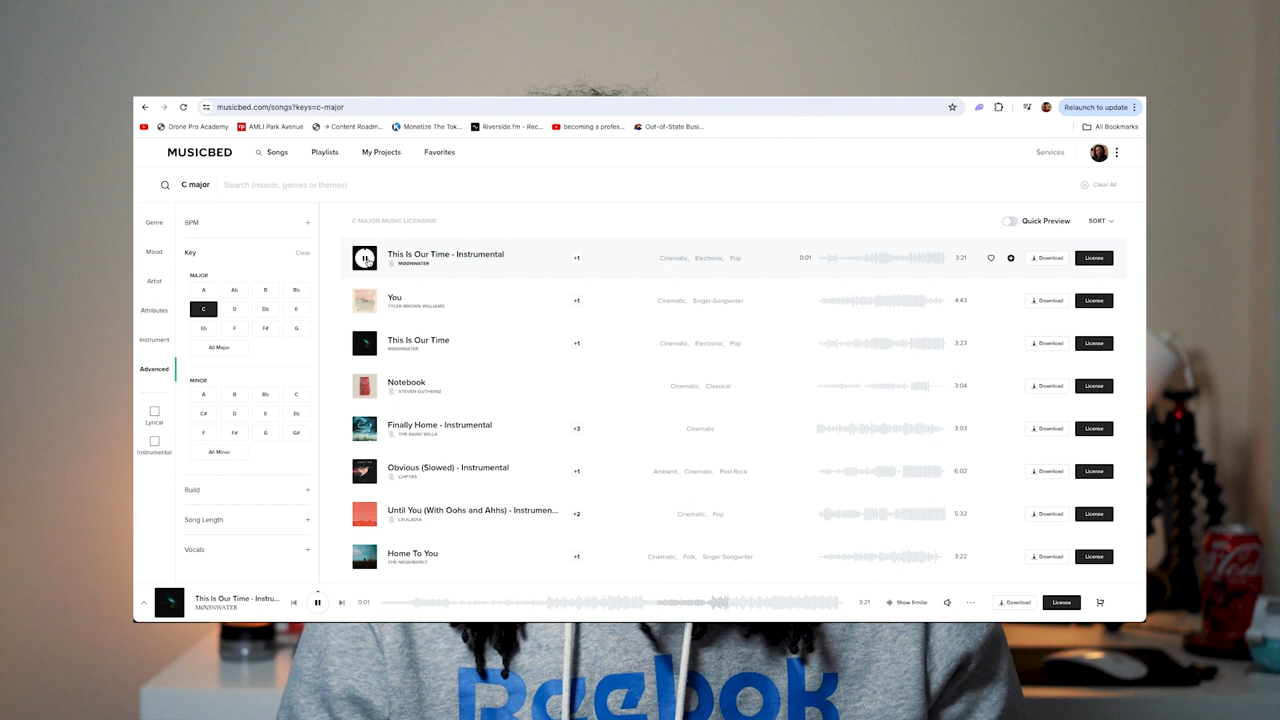 musicbed.com/songs?keys=c-major
Relaunch to update
Drone Pro Academy
AMLI Park Avenue
→ Content Roadm...
Monetize The Tok...
Riverside.fm - Rec...
becoming a profes...
Out-of-State Busi...
All Bookmarks
MUSICBED
Songs
Playlists
My Projects
Favorites
Services
C major
Search (moods, genres or themes)
Clear All
Genre
Mood
Artist
Attributes
Instrument
Advanced
Lyrical
Instrumental
BPM +
Key Clear
MAJOR
A Ab B Bb
C D Db E
Eb F F# G
All Major
MINOR
A B Bb C
C# D E Eb
F F# G G#
All Minor
Build +
Song Length +
Vocals +
C MAJOR MUSIC LICENSING
Quick Preview
SORT
This Is Our Time - Instrumental
MØØNWATER
+1
Cinematic, Electronic, Pop
0:01
3:21
Download
License
You
TYLER BROWN WILLIAMS
+1
Cinematic, Singer-Songwriter
4:43
Download
License
This Is Our Time
MØØNWATER
+1
Cinematic, Electronic, Pop
3:23
Download
License
Notebook
STEVEN GUTHEINZ
Cinematic, Classical
3:04
Download
License
Finally Home - Instrumental
THE BAND WILLA
+3
Cinematic
3:03
Download
License
Obvious (Slowed) - Instrumental
CHPTRS
+1
Ambient, Cinematic, Post Rock
6:02
Download
License
Until You (With Oohs and Ahhs) - Instrumen...
LEUCADIA
+2
Cinematic, Pop
5:32
Download
License
Home To You
THE NEIGHBORLY
+1
Cinematic, Folk, Singer-Songwriter
3:22
Download
License
This Is Our Time - Instru...
MØØNWATER
0:01
3:21
Show Similar
Download
License
Reebok